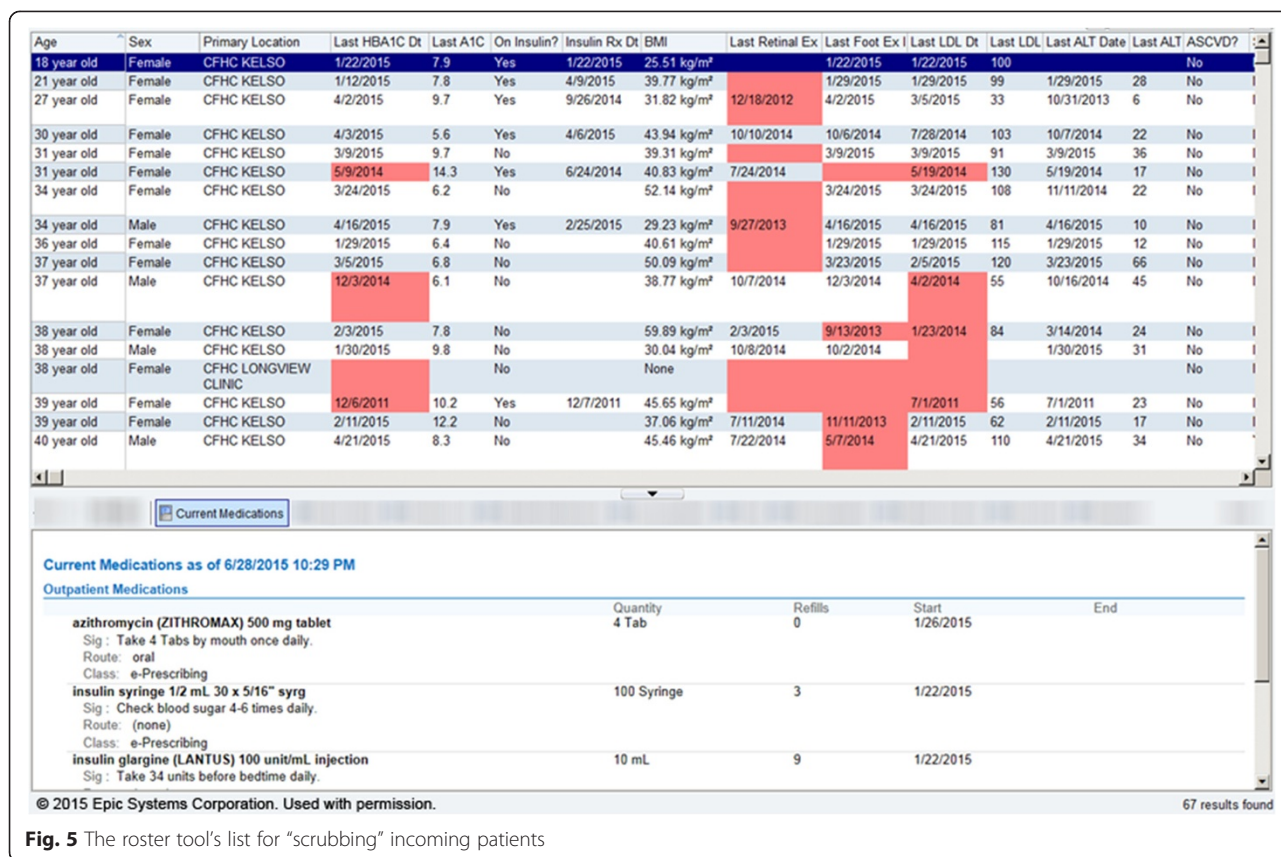 Age Sex Primary Location Last HBA1C Dt Last A1C On Insulin? Insulin Rx Dt BMI Last Retinal Ex Last Foot Ex Last LDL Dt Last LDL Last ALT Date Last ALT ASCVD?
18 year old Female CFHC KELSO 1/22/2015 7.9 Yes 1/22/2015 25.51 kg/m² 1/22/2015 1/22/2015 100 No
21 year old Female CFHC KELSO 1/12/2015 7.8 Yes 4/9/2015 39.77 kg/m² 1/29/2015 1/29/2015 99 1/29/2015 28 No
27 year old Female CFHC KELSO 4/2/2015 9.7 Yes 9/26/2014 31.82 kg/m² 12/18/2012 4/2/2015 3/5/2015 33 10/31/2013 6 No
30 year old Female CFHC KELSO 4/3/2015 5.6 Yes 4/6/2015 43.94 kg/m² 10/10/2014 10/6/2014 7/28/2014 103 10/7/2014 22 No
31 year old Female CFHC KELSO 3/9/2015 9.7 No 39.31 kg/m² 3/9/2015 3/9/2015 91 3/9/2015 36 No
31 year old Female CFHC KELSO 5/9/2014 14.3 Yes 6/24/2014 40.83 kg/m² 7/24/2014 5/19/2014 130 5/19/2014 17 No
34 year old Female CFHC KELSO 3/24/2015 6.2 No 52.14 kg/m² 3/24/2015 3/24/2015 108 11/11/2014 22 No
34 year old Male CFHC KELSO 4/16/2015 7.9 Yes 2/25/2015 29.23 kg/m² 9/27/2013 4/16/2015 4/16/2015 81 4/16/2015 10 No
36 year old Female CFHC KELSO 1/29/2015 6.4 No 40.61 kg/m² 1/29/2015 1/29/2015 115 1/29/2015 12 No
37 year old Female CFHC KELSO 3/5/2015 6.8 No 50.09 kg/m² 3/23/2015 2/5/2015 120 3/23/2015 66 No
37 year old Male CFHC KELSO 12/3/2014 6.1 No 38.77 kg/m² 10/7/2014 12/3/2014 4/2/2014 55 10/16/2014 45 No
38 year old Female CFHC KELSO 2/3/2015 7.8 No 59.89 kg/m² 2/3/2015 9/13/2013 1/23/2014 84 3/14/2014 24 No
38 year old Male CFHC KELSO 1/30/2015 9.8 No 30.04 kg/m² 10/8/2014 10/2/2014 1/30/2015 31 No
38 year old Female CFHC LONGVIEW No None No
CLINIC
39 year old Female CFHC KELSO 12/6/2011 10.2 Yes 12/7/2011 45.65 kg/m² 7/1/2011 56 7/1/2011 23 No
39 year old Female CFHC KELSO 2/11/2015 12.2 No 37.06 kg/m² 7/11/2014 11/11/2013 2/11/2015 62 2/11/2015 17 No
40 year old Male CFHC KELSO 4/21/2015 8.3 No 45.46 kg/m² 7/22/2014 5/7/2014 4/21/2015 110 4/21/2015 34 No
Current Medications
Current Medications as of 6/28/2015 10:29 PM
Outpatient Medications
Quantity Refills Start End
azithromycin (ZITHROMAX) 500 mg tablet 4 Tab 0 1/26/2015
Sig : Take 4 Tabs by mouth once daily.
Route: oral
Class: e-Prescribing
insulin syringe 1/2 mL 30 x 5/16" syrg 100 Syringe 3 1/22/2015
Sig : Check blood sugar 4-6 times daily.
Route: (none)
Class: e-Prescribing
insulin glargine (LANTUS) 100 unit/mL injection 10 mL 9 1/22/2015
Sig : Take 34 units before bedtime daily.
© 2015 Epic Systems Corporation. Used with permission. 67 results found
Fig. 5 The roster tool's list for “scrubbing” incoming patients